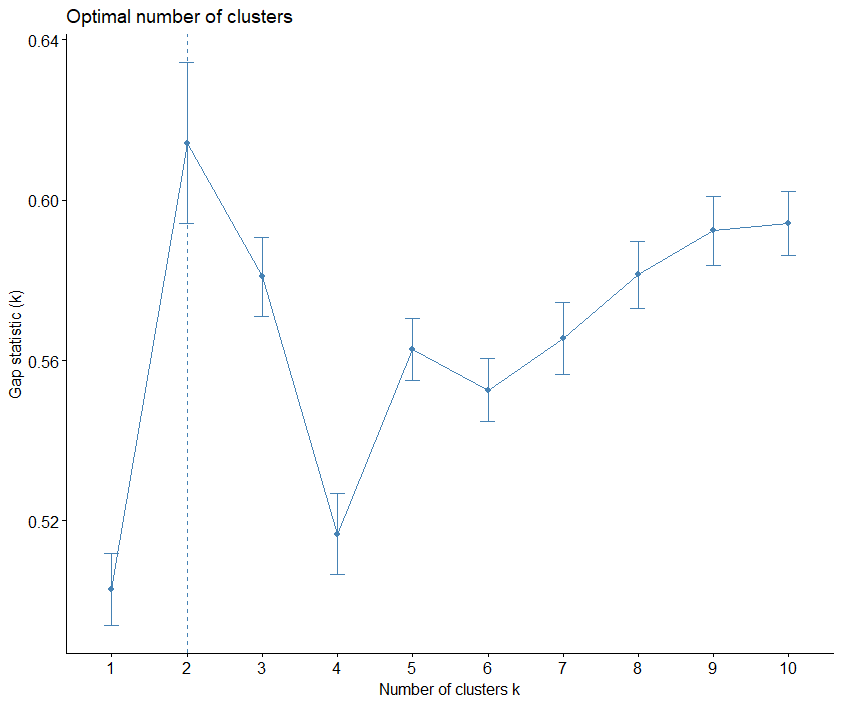 Optimal number of clusters
0.64
0.60
0.56
0.52
Gap statistic (k)
1 2 3 4 5 6 7 8 9 10
Number of clusters k